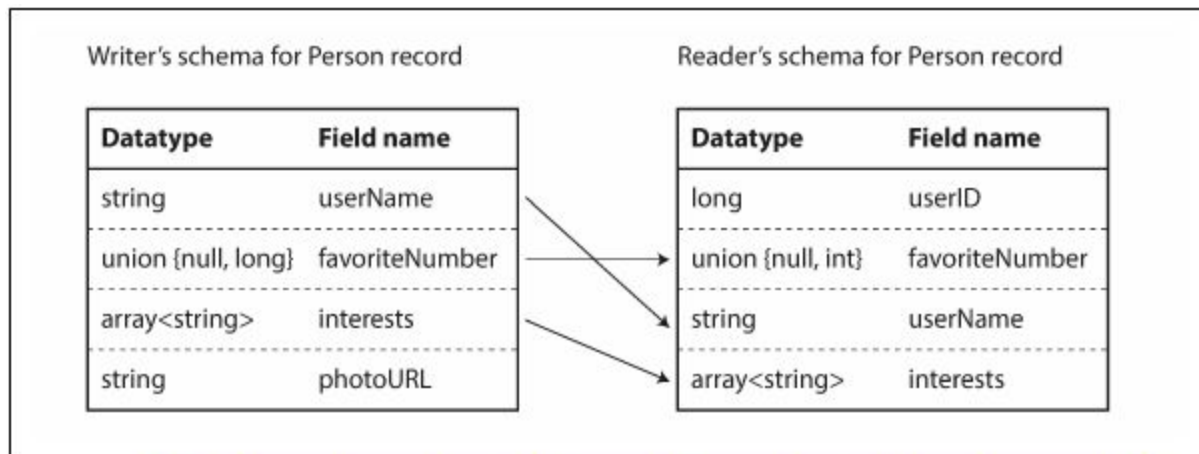 Writer’s schema for Person record
Reader’s schema for Person record
Datatype Field name
string userName
union {null, long} favoriteNumber
array<string> interests
string photoURL
Datatype Field name
long userID
union {null, int} favoriteNumber
string userName
array<string> interests